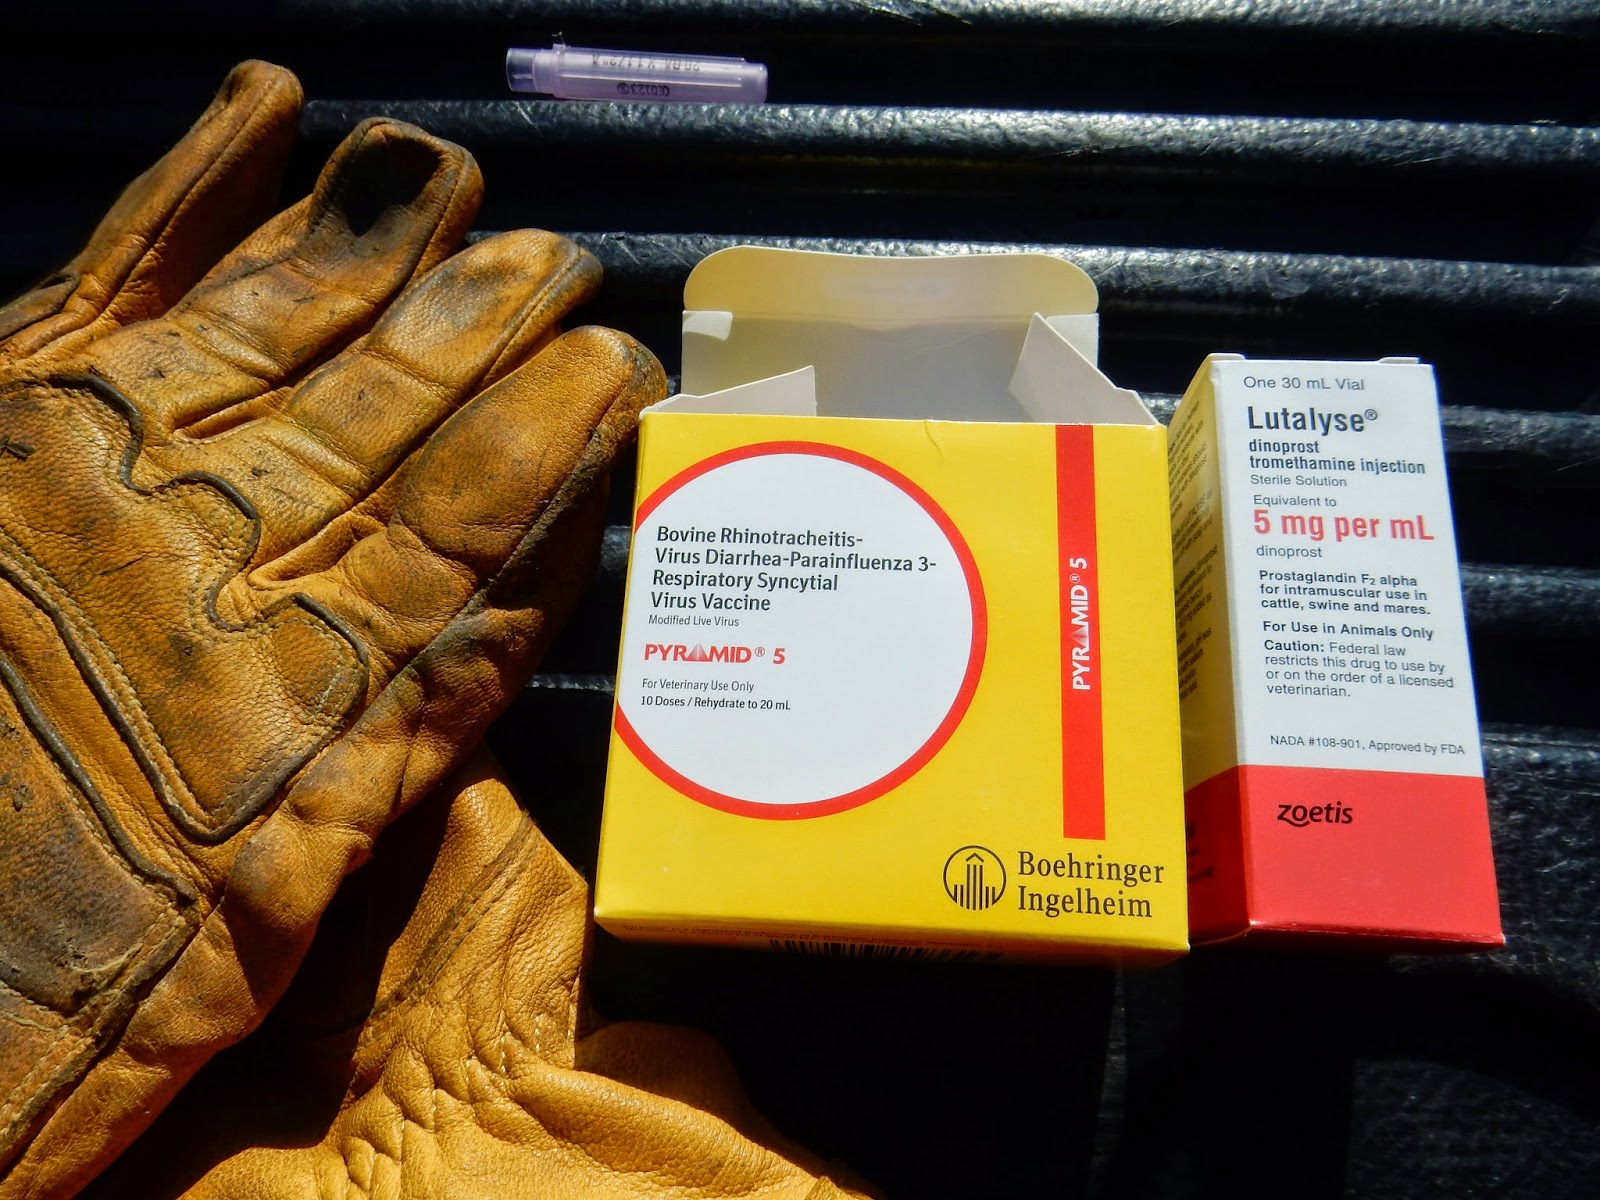 CE0123
Bovine Rhinotracheitis-
Virus Diarrhea-Parainfluenza 3-
Respiratory Syncytial
Virus Vaccine
Modified Live Virus
PYRAMID® 5
For Veterinary Use Only
10 Doses / Rehydrate to 20 mL
PYRAMID® 5
Boehringer
Ingelheim
One 30 mL Vial
Lutalyse®
dinoprost
tromethamine injection
Sterile Solution
Equivalent to
5 mg per mL
dinoprost
Prostaglandin F₂ alpha
for intramuscular use in
cattle, swine and mares.
For Use in Animals Only
Caution: Federal law
restricts this drug to use by
or on the order of a licensed
veterinarian.
NADA #108-901, Approved by FDA
zoetis